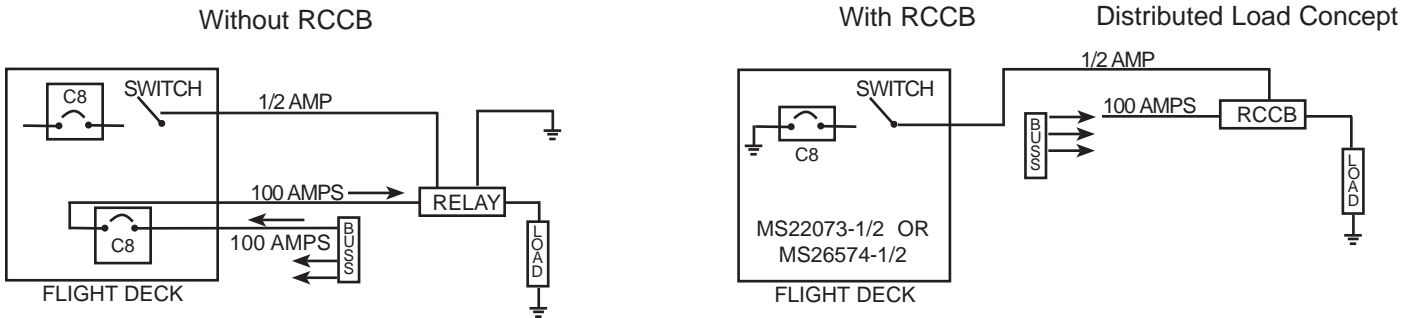 Without RCCB
C8
SWITCH
1/2 AMP
100 AMPS
RELAY
C8
100 AMPS
BUSS
LOAD
FLIGHT DECK
With RCCB
Distributed Load Concept
1/2 AMP
SWITCH
C8
BUSS
100 AMPS
RCCB
LOAD
MS22073-1/2 OR
MS26574-1/2
FLIGHT DECK